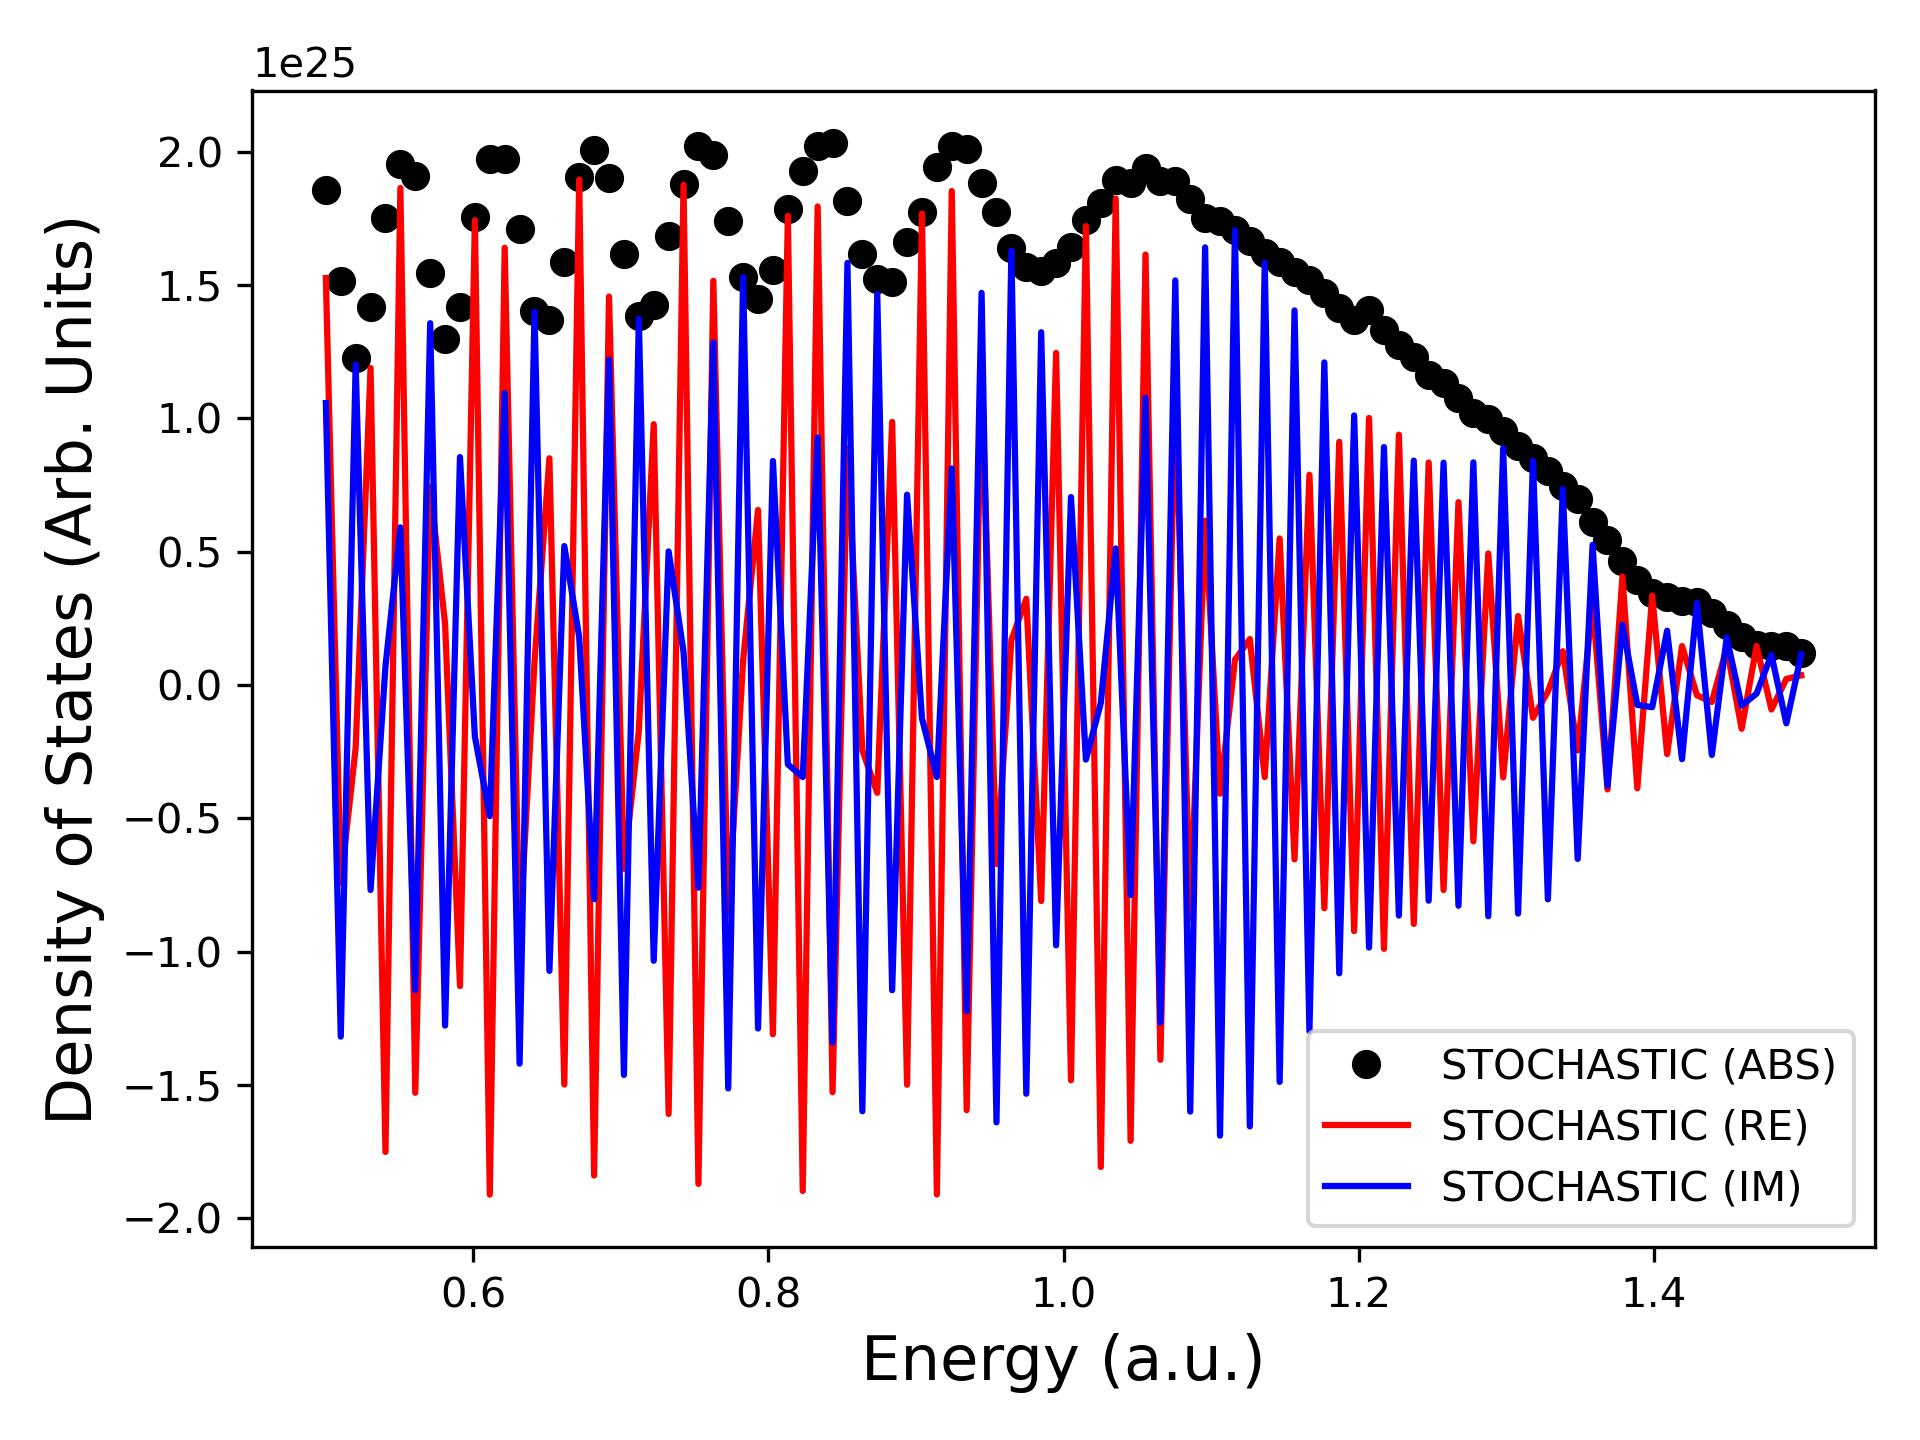 1e25
2.0
1.5
1.0
0.5
0.0
−0.5
−1.0
−1.5
−2.0
Density of States (Arb. Units)
STOCHASTIC (ABS)
STOCHASTIC (RE)
STOCHASTIC (IM)
0.6 0.8 1.0 1.2 1.4
Energy (a.u.)